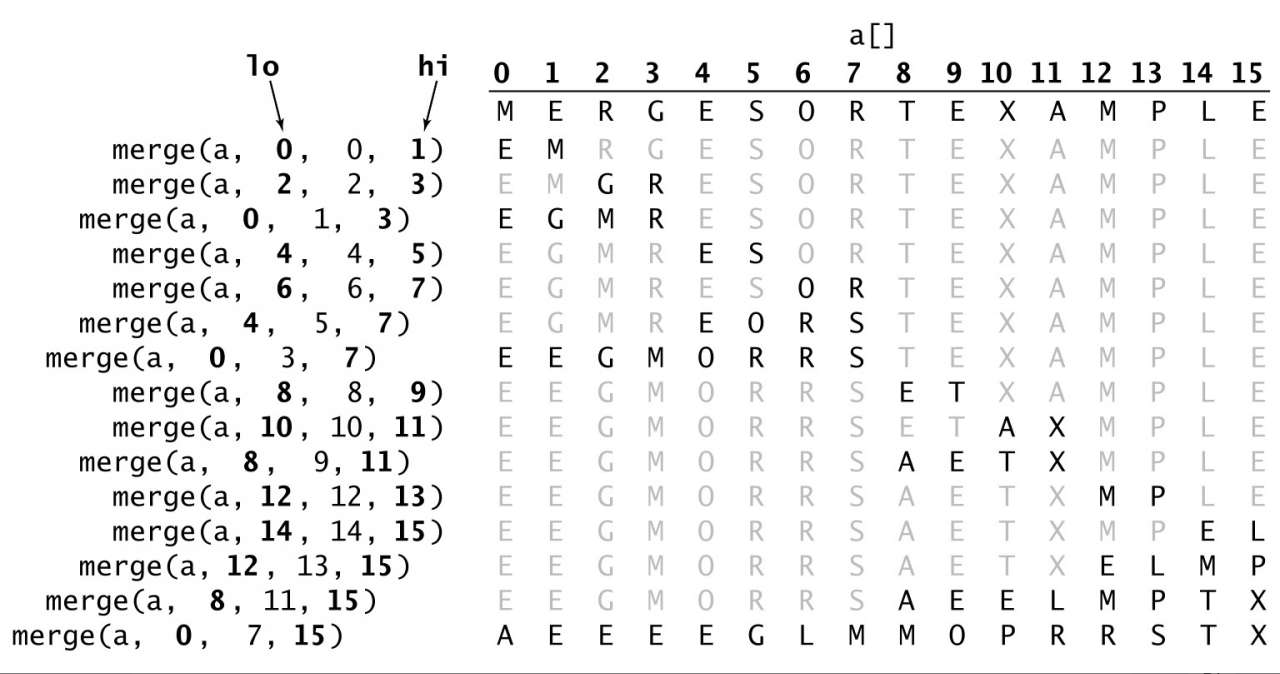 a[]
lo hi 0 1 2 3 4 5 6 7 8 9 10 11 12 13 14 15
M E R G E S O R T E X A M P L E
merge(a, 0, 0, 1) E M R G E S O R T E X A M P L E
merge(a, 2, 2, 3) E M G R E S O R T E X A M P L E
merge(a, 0, 1, 3) E G M R E S O R T E X A M P L E
merge(a, 4, 4, 5) E G M R E S O R T E X A M P L E
merge(a, 6, 6, 7) E G M R E S O R T E X A M P L E
merge(a, 4, 5, 7) E G M R E O R S T E X A M P L E
merge(a, 0, 3, 7) E E G M O R R S T E X A M P L E
merge(a, 8, 8, 9) E E G M O R R S E T X A M P L E
merge(a, 10, 10, 11) E E G M O R R S E T A X M P L E
merge(a, 8, 9, 11) E E G M O R R S A E T X M P L E
merge(a, 12, 12, 13) E E G M O R R S A E T X M P L E
merge(a, 14, 14, 15) E E G M O R R S A E T X M P E L
merge(a, 12, 13, 15) E E G M O R R S A E T X E L M P
merge(a, 8, 11, 15) E E G M O R R S A E E L M P T X
merge(a, 0, 7, 15) A E E E E G L M M O P R R S T X